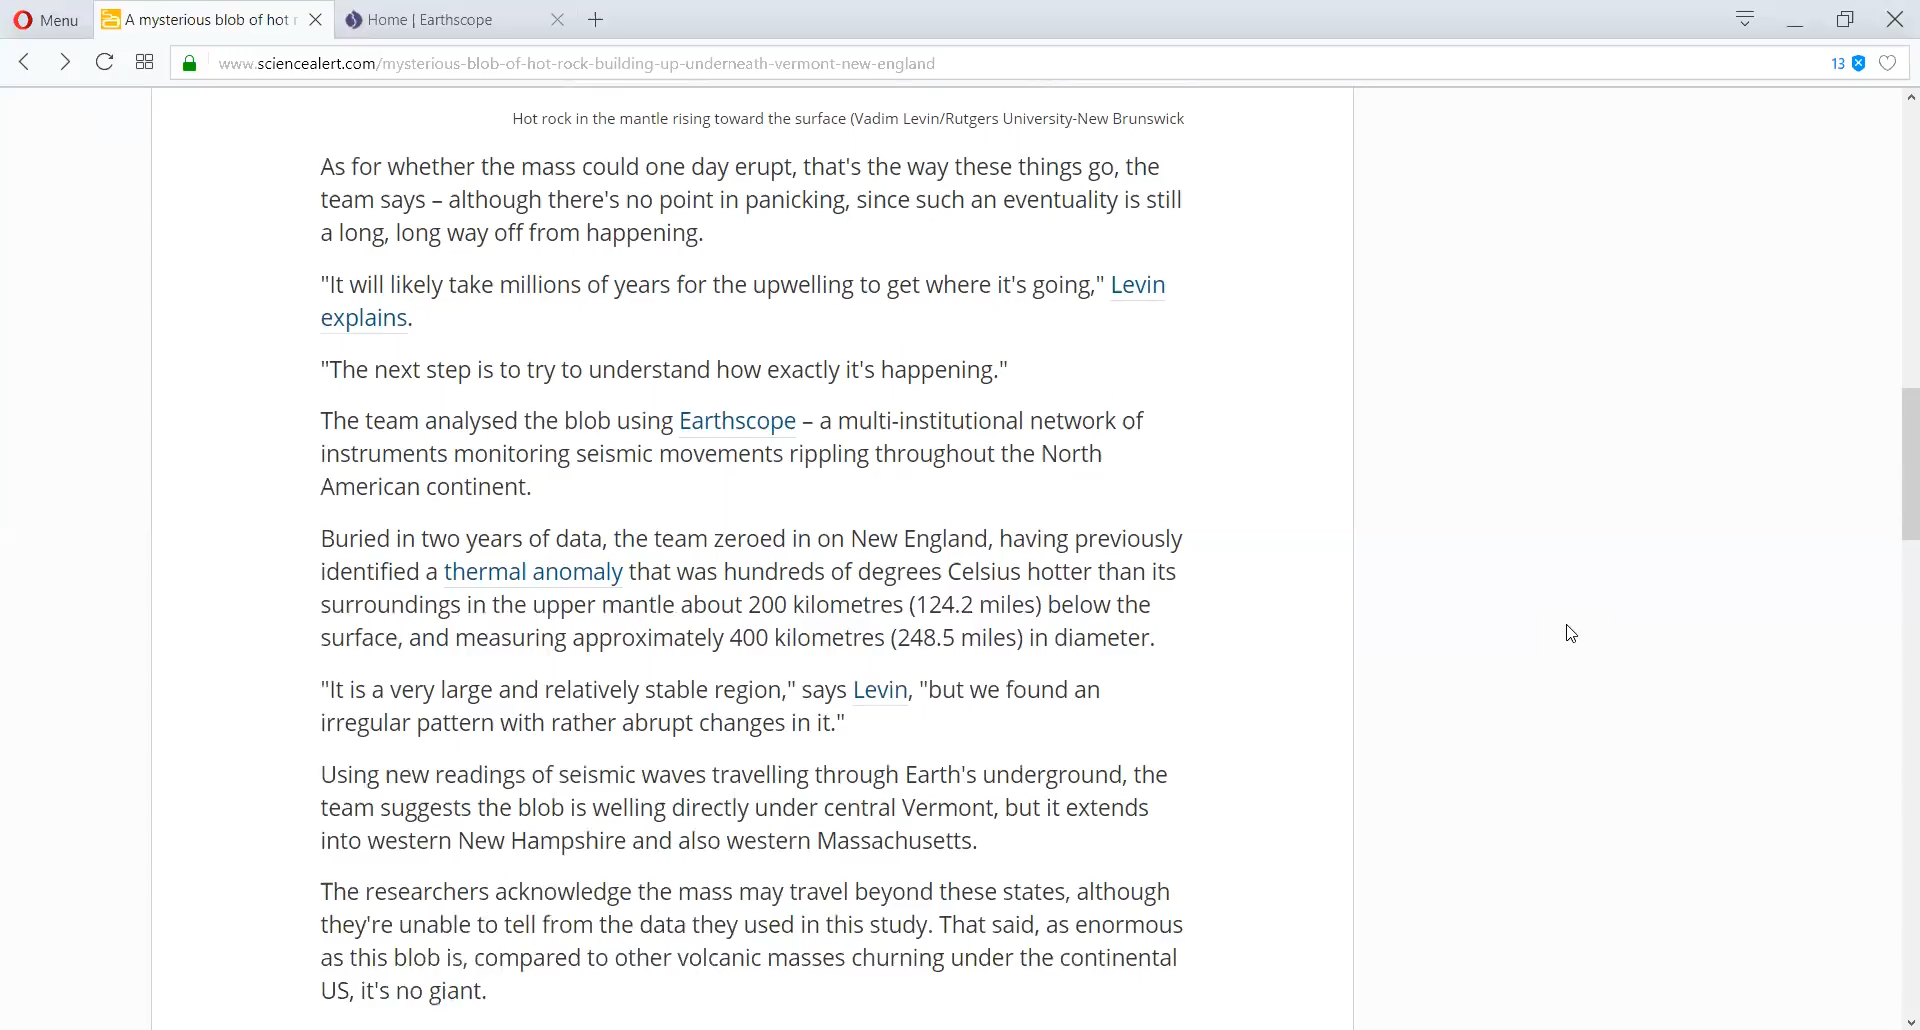 Menu
A mysterious blob of hot
Home | Earthscope
www.sciencealert.com/mysterious-blob-of-hot-rock-building-up-underneath-vermont-new-england
13
Hot rock in the mantle rising toward the surface (Vadim Levin/Rutgers University-New Brunswick
As for whether the mass could one day erupt, that's the way these things go, the
team says – although there's no point in panicking, since such an eventuality is still
a long, long way off from happening.
"It will likely take millions of years for the upwelling to get where it's going," Levin
explains.
"The next step is to try to understand how exactly it's happening."
The team analysed the blob using Earthscope – a multi-institutional network of
instruments monitoring seismic movements rippling throughout the North
American continent.
Buried in two years of data, the team zeroed in on New England, having previously
identified a thermal anomaly that was hundreds of degrees Celsius hotter than its
surroundings in the upper mantle about 200 kilometres (124.2 miles) below the
surface, and measuring approximately 400 kilometres (248.5 miles) in diameter.
"It is a very large and relatively stable region," says Levin, "but we found an
irregular pattern with rather abrupt changes in it."
Using new readings of seismic waves travelling through Earth's underground, the
team suggests the blob is welling directly under central Vermont, but it extends
into western New Hampshire and also western Massachusetts.
The researchers acknowledge the mass may travel beyond these states, although
they're unable to tell from the data they used in this study. That said, as enormous
as this blob is, compared to other volcanic masses churning under the continental
US, it's no giant.